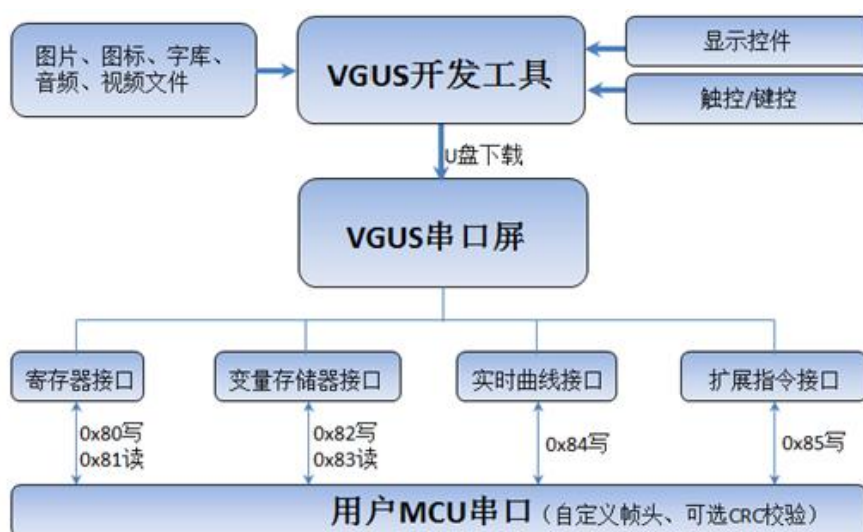 图片、图标、字库、
音频、视频文件
VGUS开发工具
显示控件
触控/键控
U盘下载
VGUS串口屏
寄存器接口
变量存储器接口
实时曲线接口
扩展指令接口
0x80写
0x81读
0x82写
0x83读
0x84写
0x85写
用户MCU串口（自定义帧头、可选CRC校验）